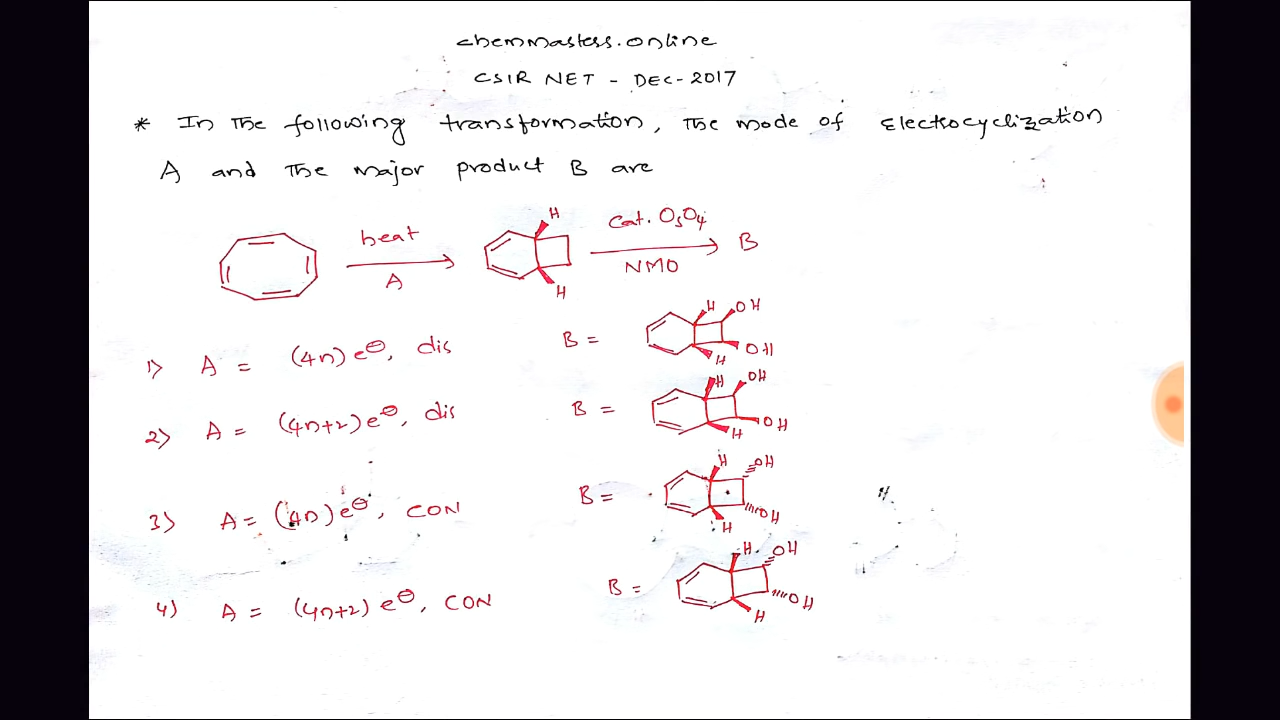 chemmasters.online
CSIR NET - DEC-2017
* In The following transformation, The mode of Electrocyclization
A and The major product B are
heat
A
H
H
Cat. OsO4
NMO
B
1) A = (4n) e⊖, dis B = H OH H OH
2) A = (4n+2) e⊖, dis B = H OH H OH
3) A = (4n) e⊖, CON B = H OH H OH
4) A = (4n+2) e⊖, CON B = H OH H OH